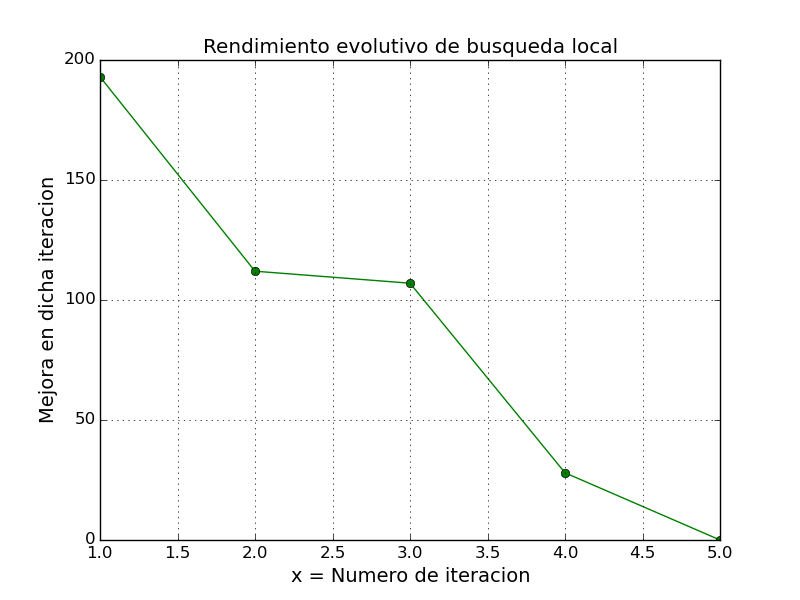 Rendimiento evolutivo de busqueda local
200
150
100
50
0
Mejora en dicha iteracion
1.0 1.5 2.0 2.5 3.0 3.5 4.0 4.5 5.0
x = Numero de iteracion